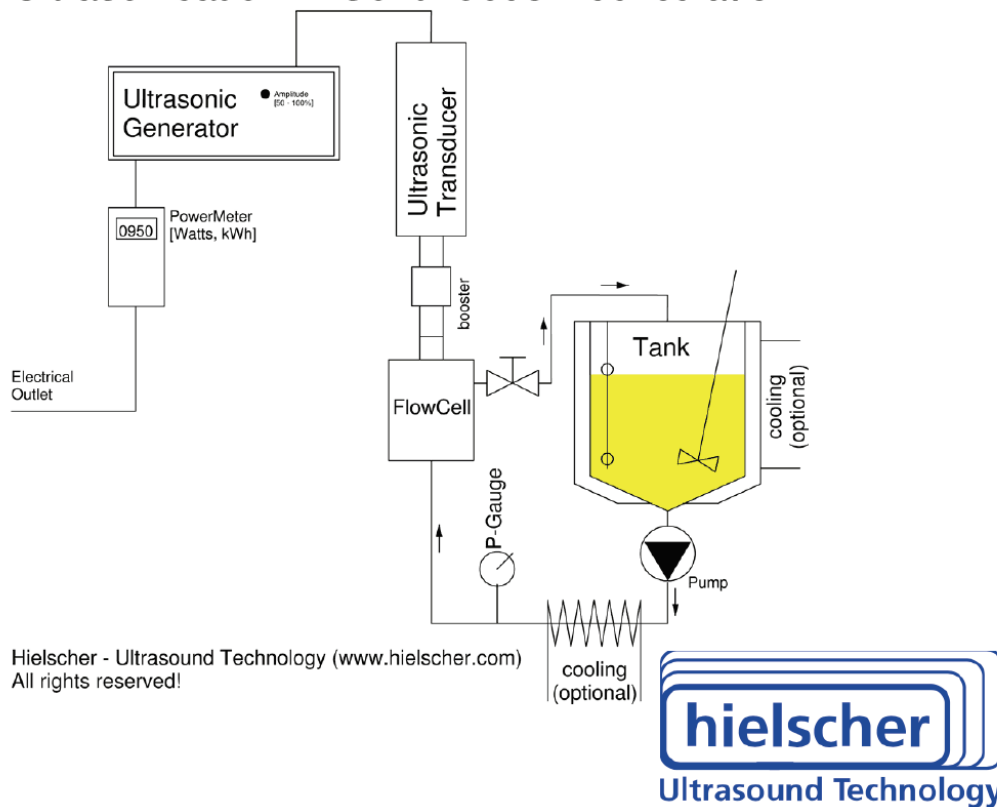 Ultrasonic
Generator
Amplitude
[50 - 100%]
Ultrasonic
Transducer
0950
PowerMeter
[Watts, kWh]
booster
Tank
cooling
(optional)
Electrical
Outlet
FlowCell
P-Gauge
Pump
cooling
(optional)
Hielscher - Ultrasound Technology (www.hielscher.com)
All rights reserved!
hielscher
Ultrasound Technology